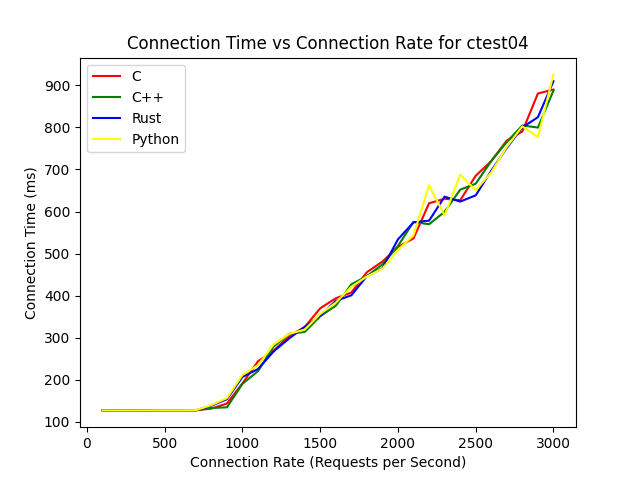 Connection Time vs Connection Rate for ctest04
C
C++
Rust
Python
Connection Time (ms)
900
800
700
600
500
400
300
200
100
0
500
1000
1500
2000
2500
3000
Connection Rate (Requests per Second)